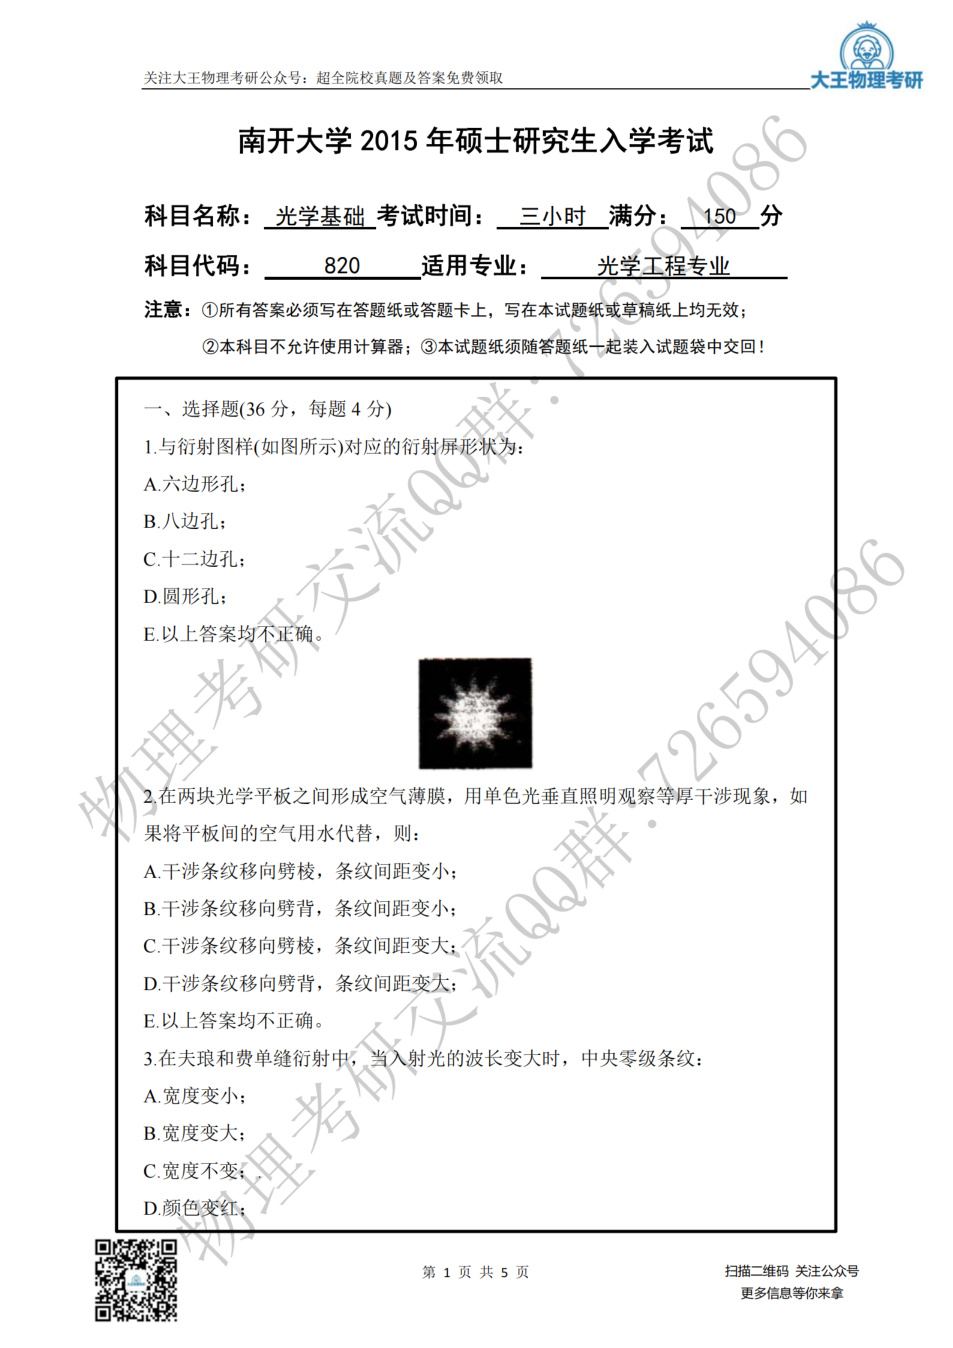 关注大王物理考研公众号：超全院校真题及答案免费领取
大王物理考研
南开大学 2015 年硕士研究生入学考试
科目名称： 光学基础 考试时间： 三小时 满分： 150 分
科目代码： 820 适用专业： 光学工程专业
注意：①所有答案必须写在答题纸或答题卡上，写在本试题纸或草稿纸上均无效；
②本科目不允许使用计算器；③本试题纸须随答题纸一起装入试题袋中交回！
一、选择题(36 分，每题 4 分)
1.与衍射图样(如图所示)对应的衍射屏形状为：
A.六边形孔；
B.八边孔；
C.十二边孔；
D.圆形孔；
E.以上答案均不正确。
2.在两块光学平板之间形成空气薄膜，用单色光垂直照明观察等厚干涉现象，如
果将平板间的空气用水代替，则：
A.干涉条纹移向劈棱，条纹间距变小；
B.干涉条纹移向劈背，条纹间距变小；
C.干涉条纹移向劈棱，条纹间距变大；
D.干涉条纹移向劈背，条纹间距变大；
E.以上答案均不正确。
3.在夫琅和费单缝衍射中，当入射光的波长变大时，中央零级条纹：
A.宽度变小；
B.宽度变大；
C.宽度不变；
D.颜色变红；
物理考研交流QQ群：726594086
物理考研交流QQ群：726594086
大王物理考研
第 1 页 共 5 页
扫描二维码 关注公众号
更多信息等你来拿